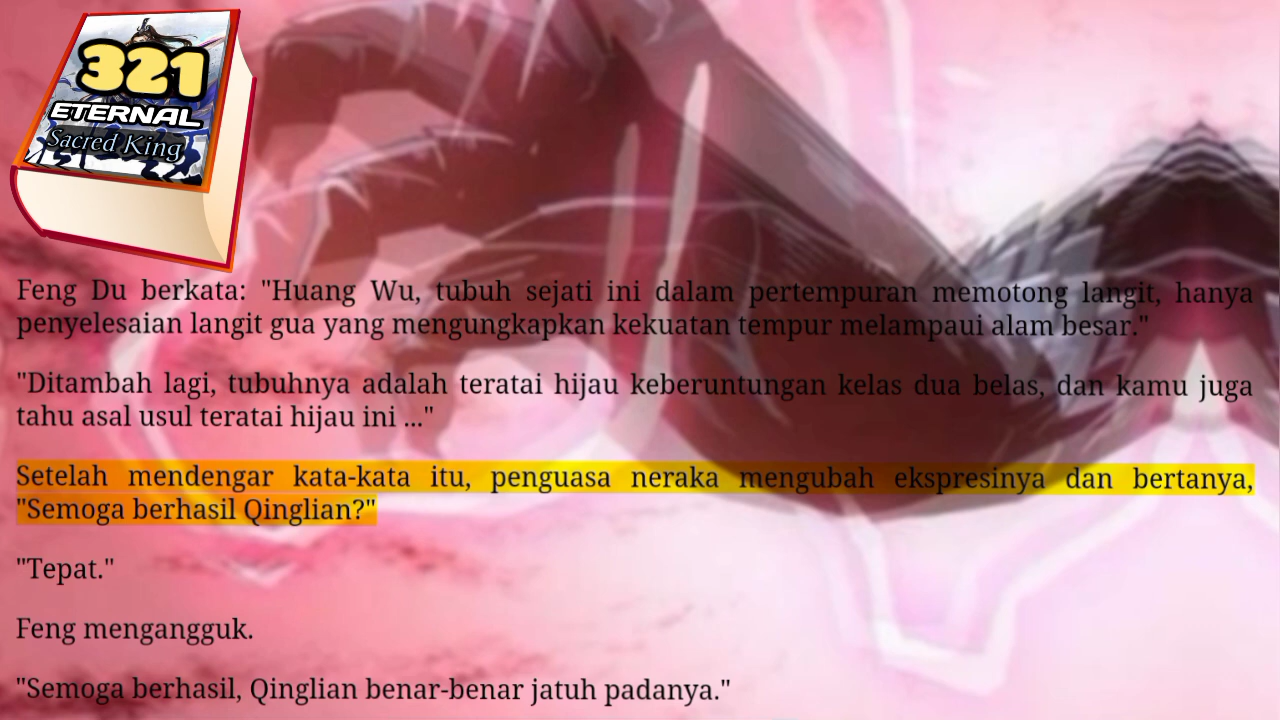 321
ETERNAL
Sacred King
Feng Du berkata: "Huang Wu, tubuh sejati ini dalam pertempuran memotong langit, hanya
penyelesaian langit gua yang mengungkapkan kekuatan tempur melampaui alam besar."
"Ditambah lagi, tubuhnya adalah teratai hijau keberuntungan kelas dua belas, dan kamu juga
tahu asal usul teratai hijau ini ..."
Setelah mendengar kata-kata itu, penguasa neraka mengubah ekspresinya dan bertanya,
"Semoga berhasil Qinglian?"
"Tepat."
Feng mengangguk.
"Semoga berhasil, Qinglian benar-benar jatuh padanya."